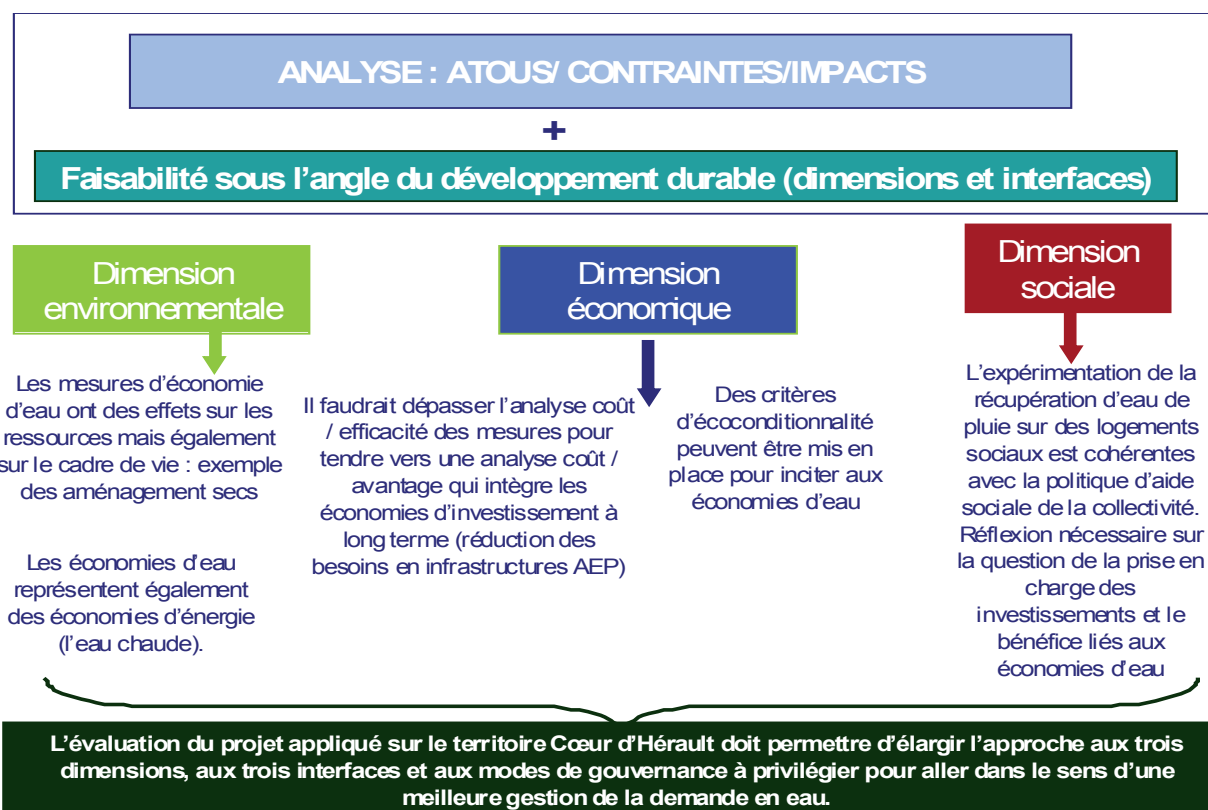 ANALYSE : ATOUS/ CONTRAINTES/IMPACTS
+
Faisabilité sous l'angle du développement durable (dimensions et interfaces)
Dimension
environnementale
Les mesures d'économie
d'eau ont des effets sur les
ressources mais également
sur le cadre de vie : exemple
des aménagement secs
Les économies d'eau
représentent également
des économies d'énergie
(l'eau chaude).
Dimension
économique
Il faudrait dépasser l'analyse coût
/ efficacité des mesures pour
tendre vers une analyse coût /
avantage qui intègre les
économies d'investissement à
long terme (réduction des
besoins en infrastructures AEP)
Des critères
d'écoconditionnalité
peuvent être mis en
place pour inciter aux
économies d'eau
Dimension
sociale
L'expérimentation de la
récupération d'eau de
pluie sur des logements
sociaux est cohérentes
avec la politique d'aide
sociale de la collectivité.
Réflexion nécessaire sur
la question de la prise en
charge des
investissements et le
bénéfice liés aux
économies d'eau
L'évaluation du projet appliqué sur le territoire Cœur d'Hérault doit permettre d'élargir l'approche aux trois
dimensions, aux trois interfaces et aux modes de gouvernance à privilégier pour aller dans le sens d'une
meilleure gestion de la demande en eau.